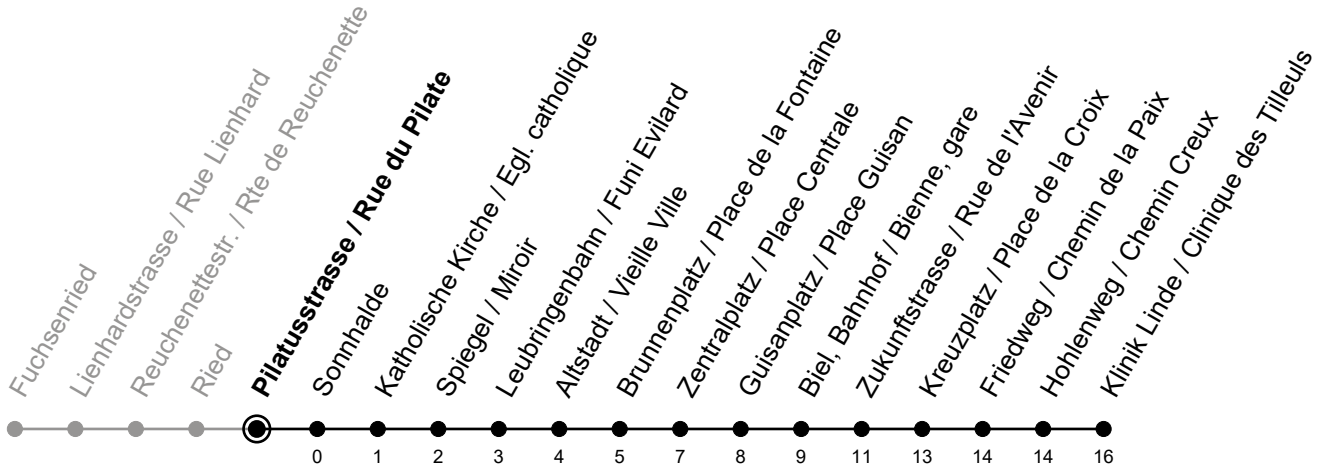 Fuchsenried
Lienhardstrasse / Rue Lienhard
Reuchenettestr. / Rte de Reuchenette
Ried
Pilatusstrasse / Rue du Pilate
Sonnhalde
Katholische Kirche / Egl. catholique
Spiegel / Miroir
Leubringenbahn / Funi Evilard
Altstadt / Vieille Ville
Brunnenplatz / Place de la Fontaine
Zentralplatz / Place Centrale
Guisanplatz / Place Guisan
Biel, Bahnhof / Bienne, gare
Zukunftstrasse / Rue de l'Avenir
Kreuzplatz / Place de la Croix
Friedweg / Chemin de la Paix
Hohlenweg / Chemin Creux
Klinik Linde / Clinique des Tilleuls
0 1 2 3 4 5 7 8 9 11 13 14 14 16